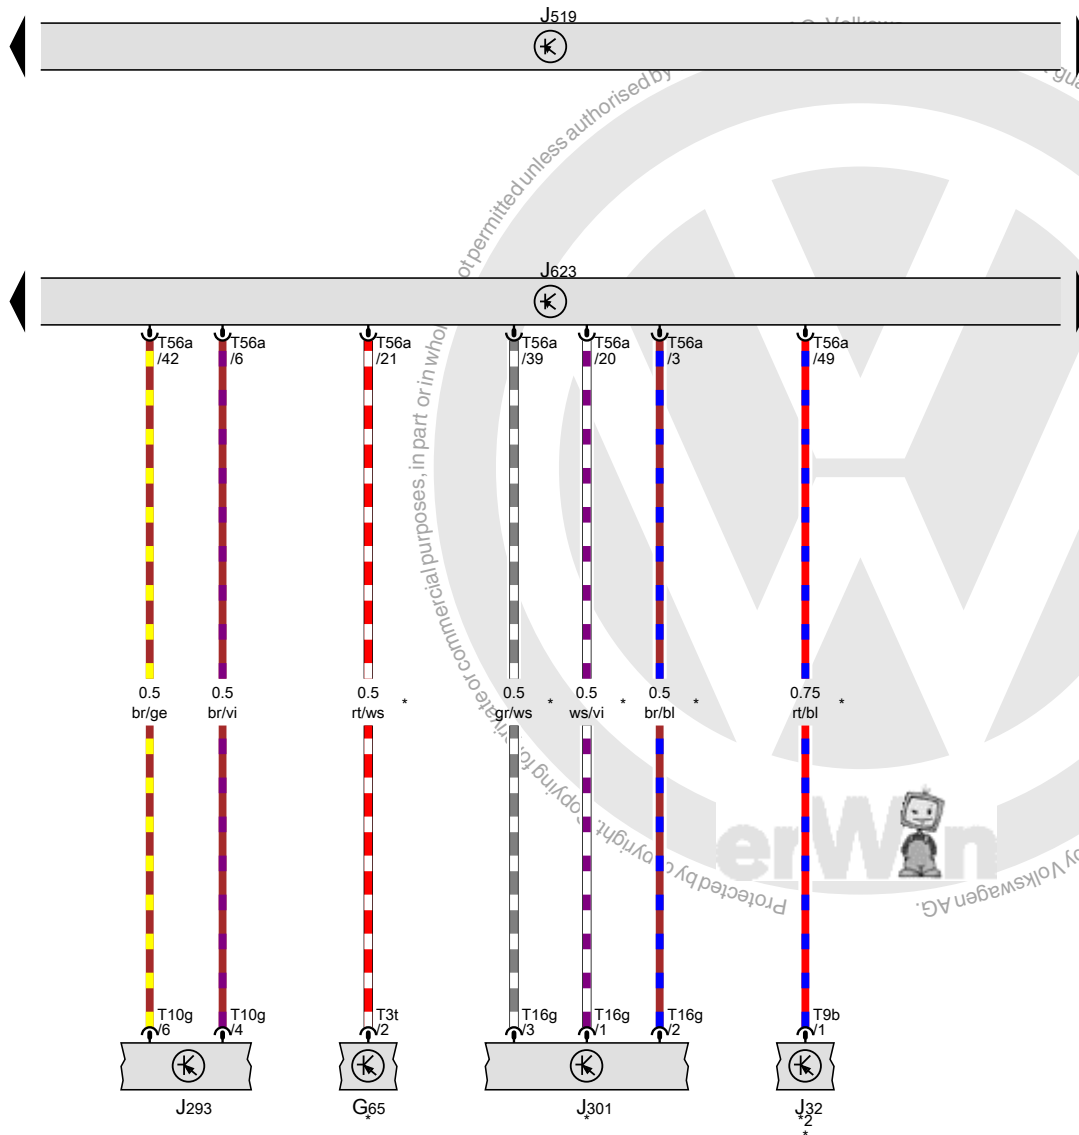 J519
J623
T56a
/42
T56a
/6
T56a
/21
T56a
/39
T56a
/20
T56a
/3
T56a
/49
0.5
br/ge
0.5
br/vi
0.5
rt/ws
*
0.5
gr/ws
*
0.5
ws/vi
*
0.5
br/bl
*
0.75
rt/bl
*
T10g
/6
T10g
/4
T3t
/2
T16g
/3
T16g
/1
T16g
/2
T9b
/1
J293
G65
*
J301
*
J32
*2
*
erWin
Protected by copyright. Copying for private or commercial purposes, in part or in
permitted unless authorised by
by Volkswagen AG.